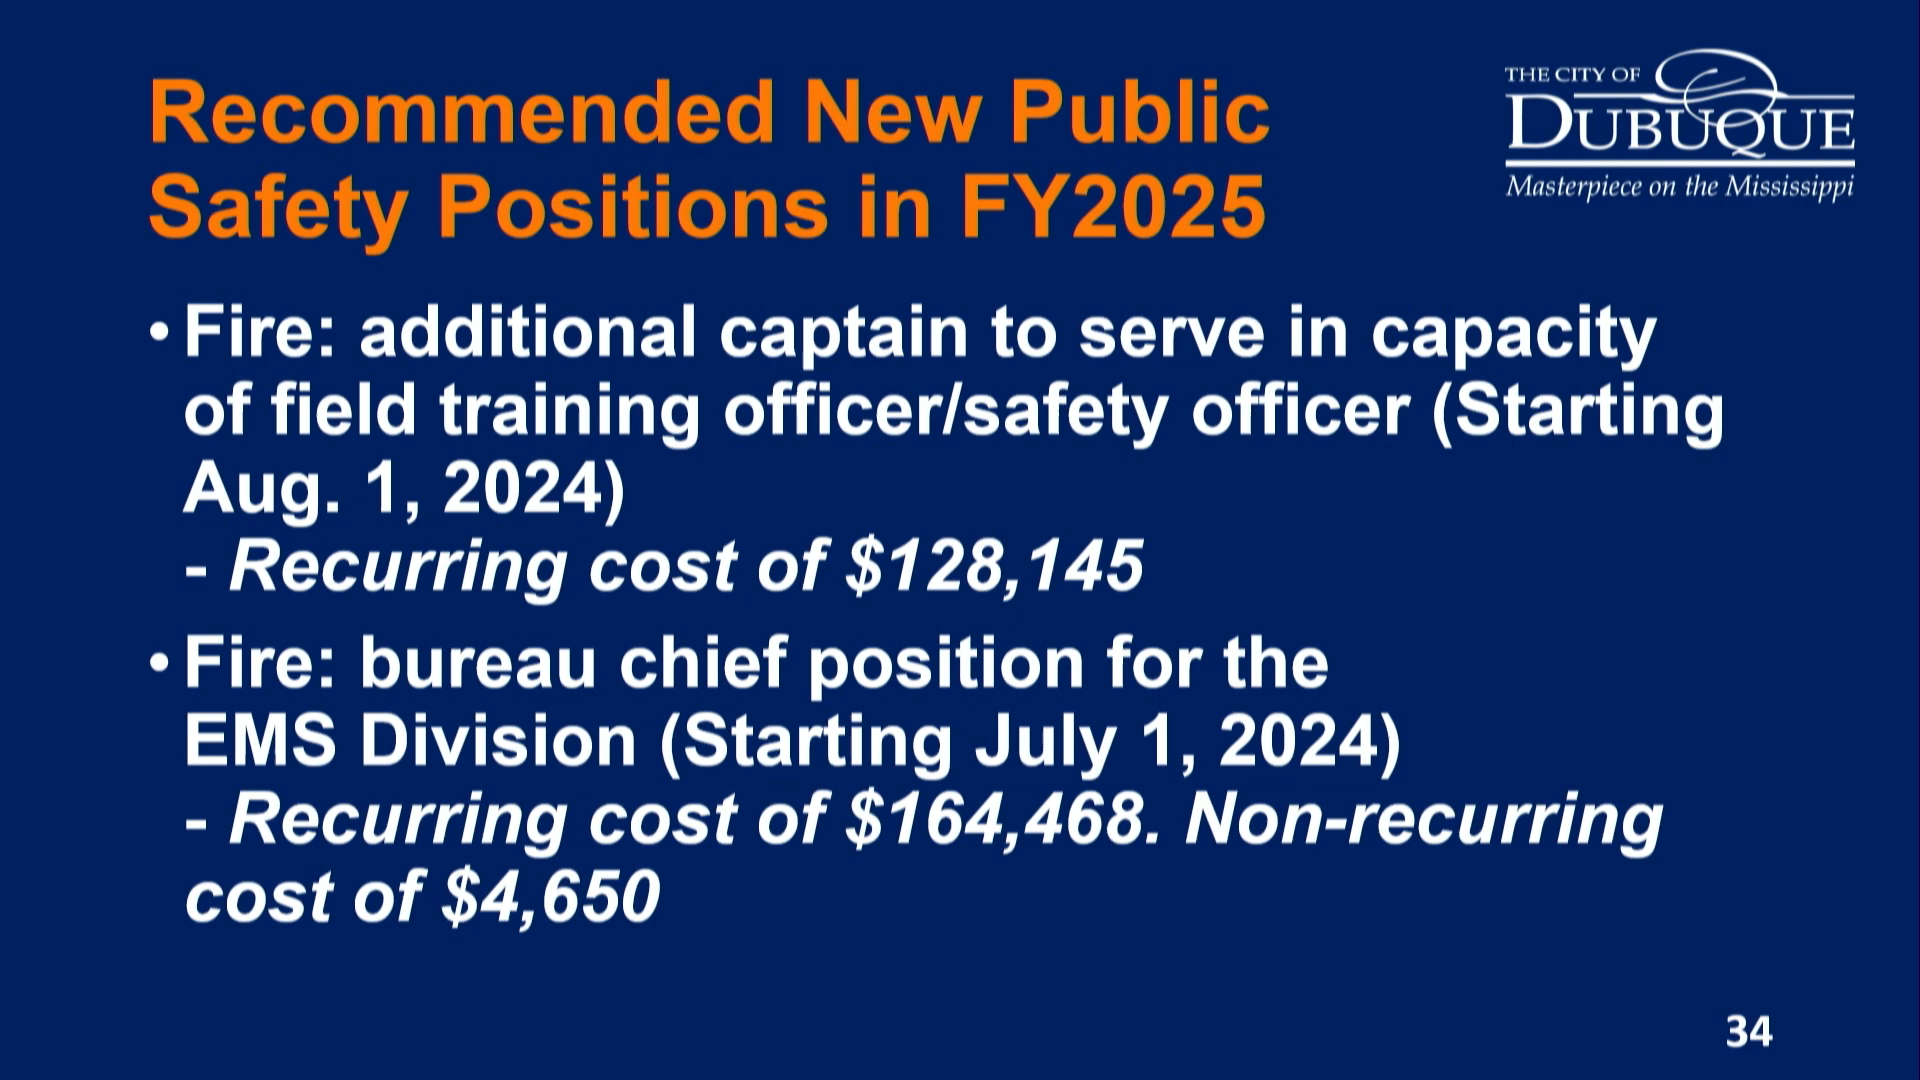 Recommended New Public
Safety Positions in FY2025
THE CITY OF
DUBUQUE
Masterpiece on the Mississippi
• Fire: additional captain to serve in capacity
of field training officer/safety officer (Starting
Aug. 1, 2024)
- Recurring cost of $128,145
• Fire: bureau chief position for the
EMS Division (Starting July 1, 2024)
- Recurring cost of $164,468. Non-recurring
cost of $4,650
34